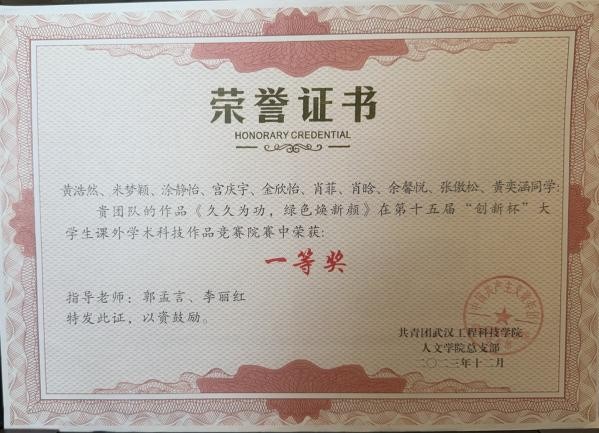 荣誉证书
HONORARY CREDENTIAL
黄浩然、米梦颖、涂静怡、宫庆宇、金欣怡、肖菲、肖晗、余馨悦、张傲松、黄奕涵同学:
贵团队的作品《久久为功，绿色焕新颜》在第十五届“创新杯”大
学生课外学术科技作品竞赛院赛中荣获:
一等奖
指导老师：郭孟言、李丽红
特发此证，以资鼓励。
共青团武汉工程科技学院
人文学院总支部
二〇二三年十二月